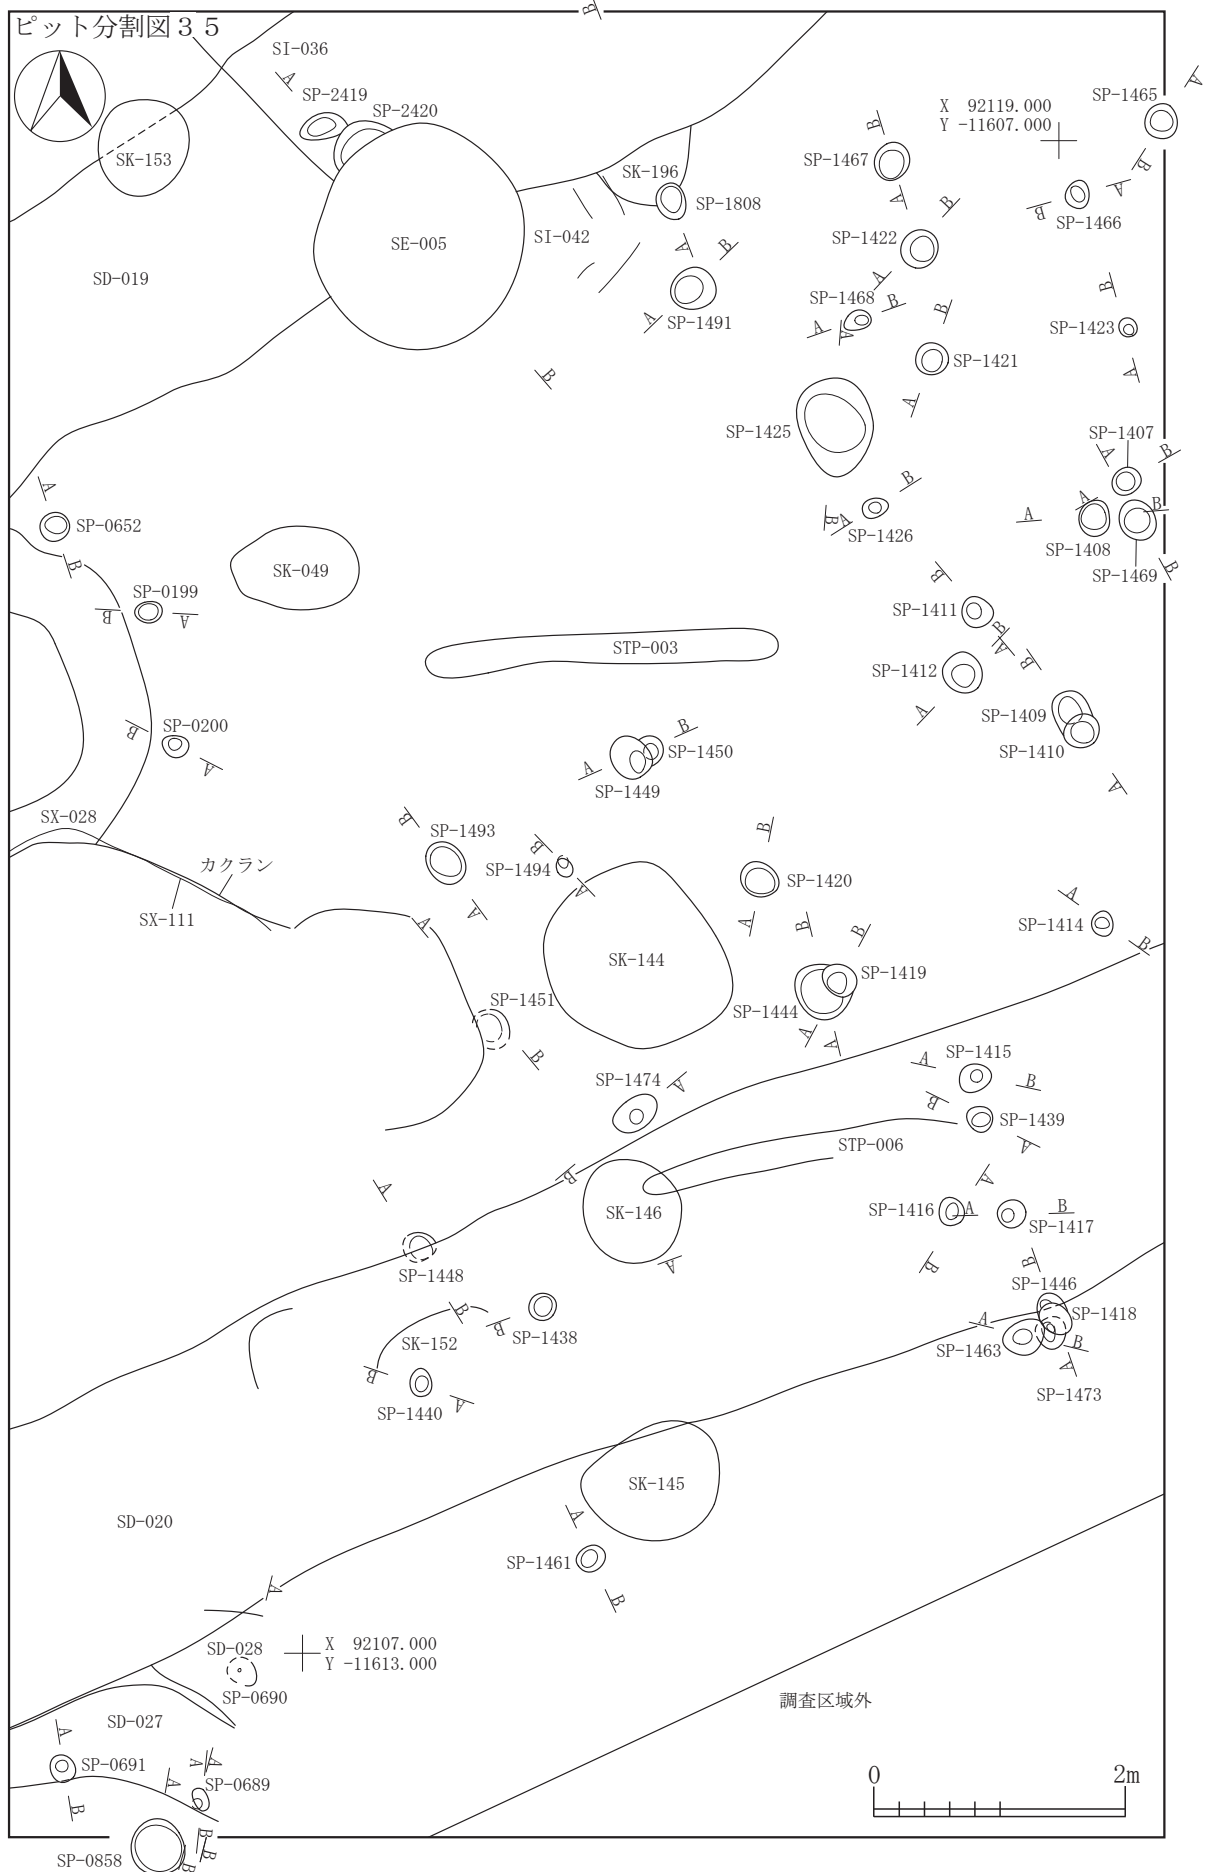 ピット分割図３５
B
SI-036
A
SP-2419
SP-2420
SK-153
SE-005
SK-196
SP-1808
SI-042
SD-019
A
B
SP-1491
A
B
X 92119.000
Y -11607.000
SP-1465
A
B
SP-1467
B
A
SP-1466
A
B
SP-1422
B
A
SP-1468
B
A
A
B
SP-1421
A
SP-1423
B
A
SP-1425
SP-1407
A
B
A
B
A
SP-1408
SP-1469
B
B
SP-1426
B
A
A
SP-0652
B
SP-0199
B
A
SK-049
STP-003
B
SP-1411
B
A
SP-1412
A
B
SP-1409
SP-1410
A
B
SP-0200
A
B
SP-1450
A
SP-1449
SX-028
カクラン
SX-111
B
SP-1493
A
B
SP-1494
A
A
SK-144
B
SP-1420
A
B
B
SP-1419
SP-1444
A
A
A
SP-1414
B
SP-1451
B
SP-1474
A
B
A
SP-1415
B
B
SP-1439
A
STP-006
SK-146
A
A
SP-1416
A
B
SP-1417
B
A
SP-1448
B
SK-152
B
SP-1438
B
SP-1440
A
B
SP-1446
SP-1418
A
SP-1463
B
A
SP-1473
SK-145
A
SP-1461
B
SD-020
A
SD-028
SP-0690
X 92107.000
Y -11613.000
SD-027
A
SP-0691
B
A
A
A
SP-0689
B
B
B
SP-0858
調査区域外
0
2m